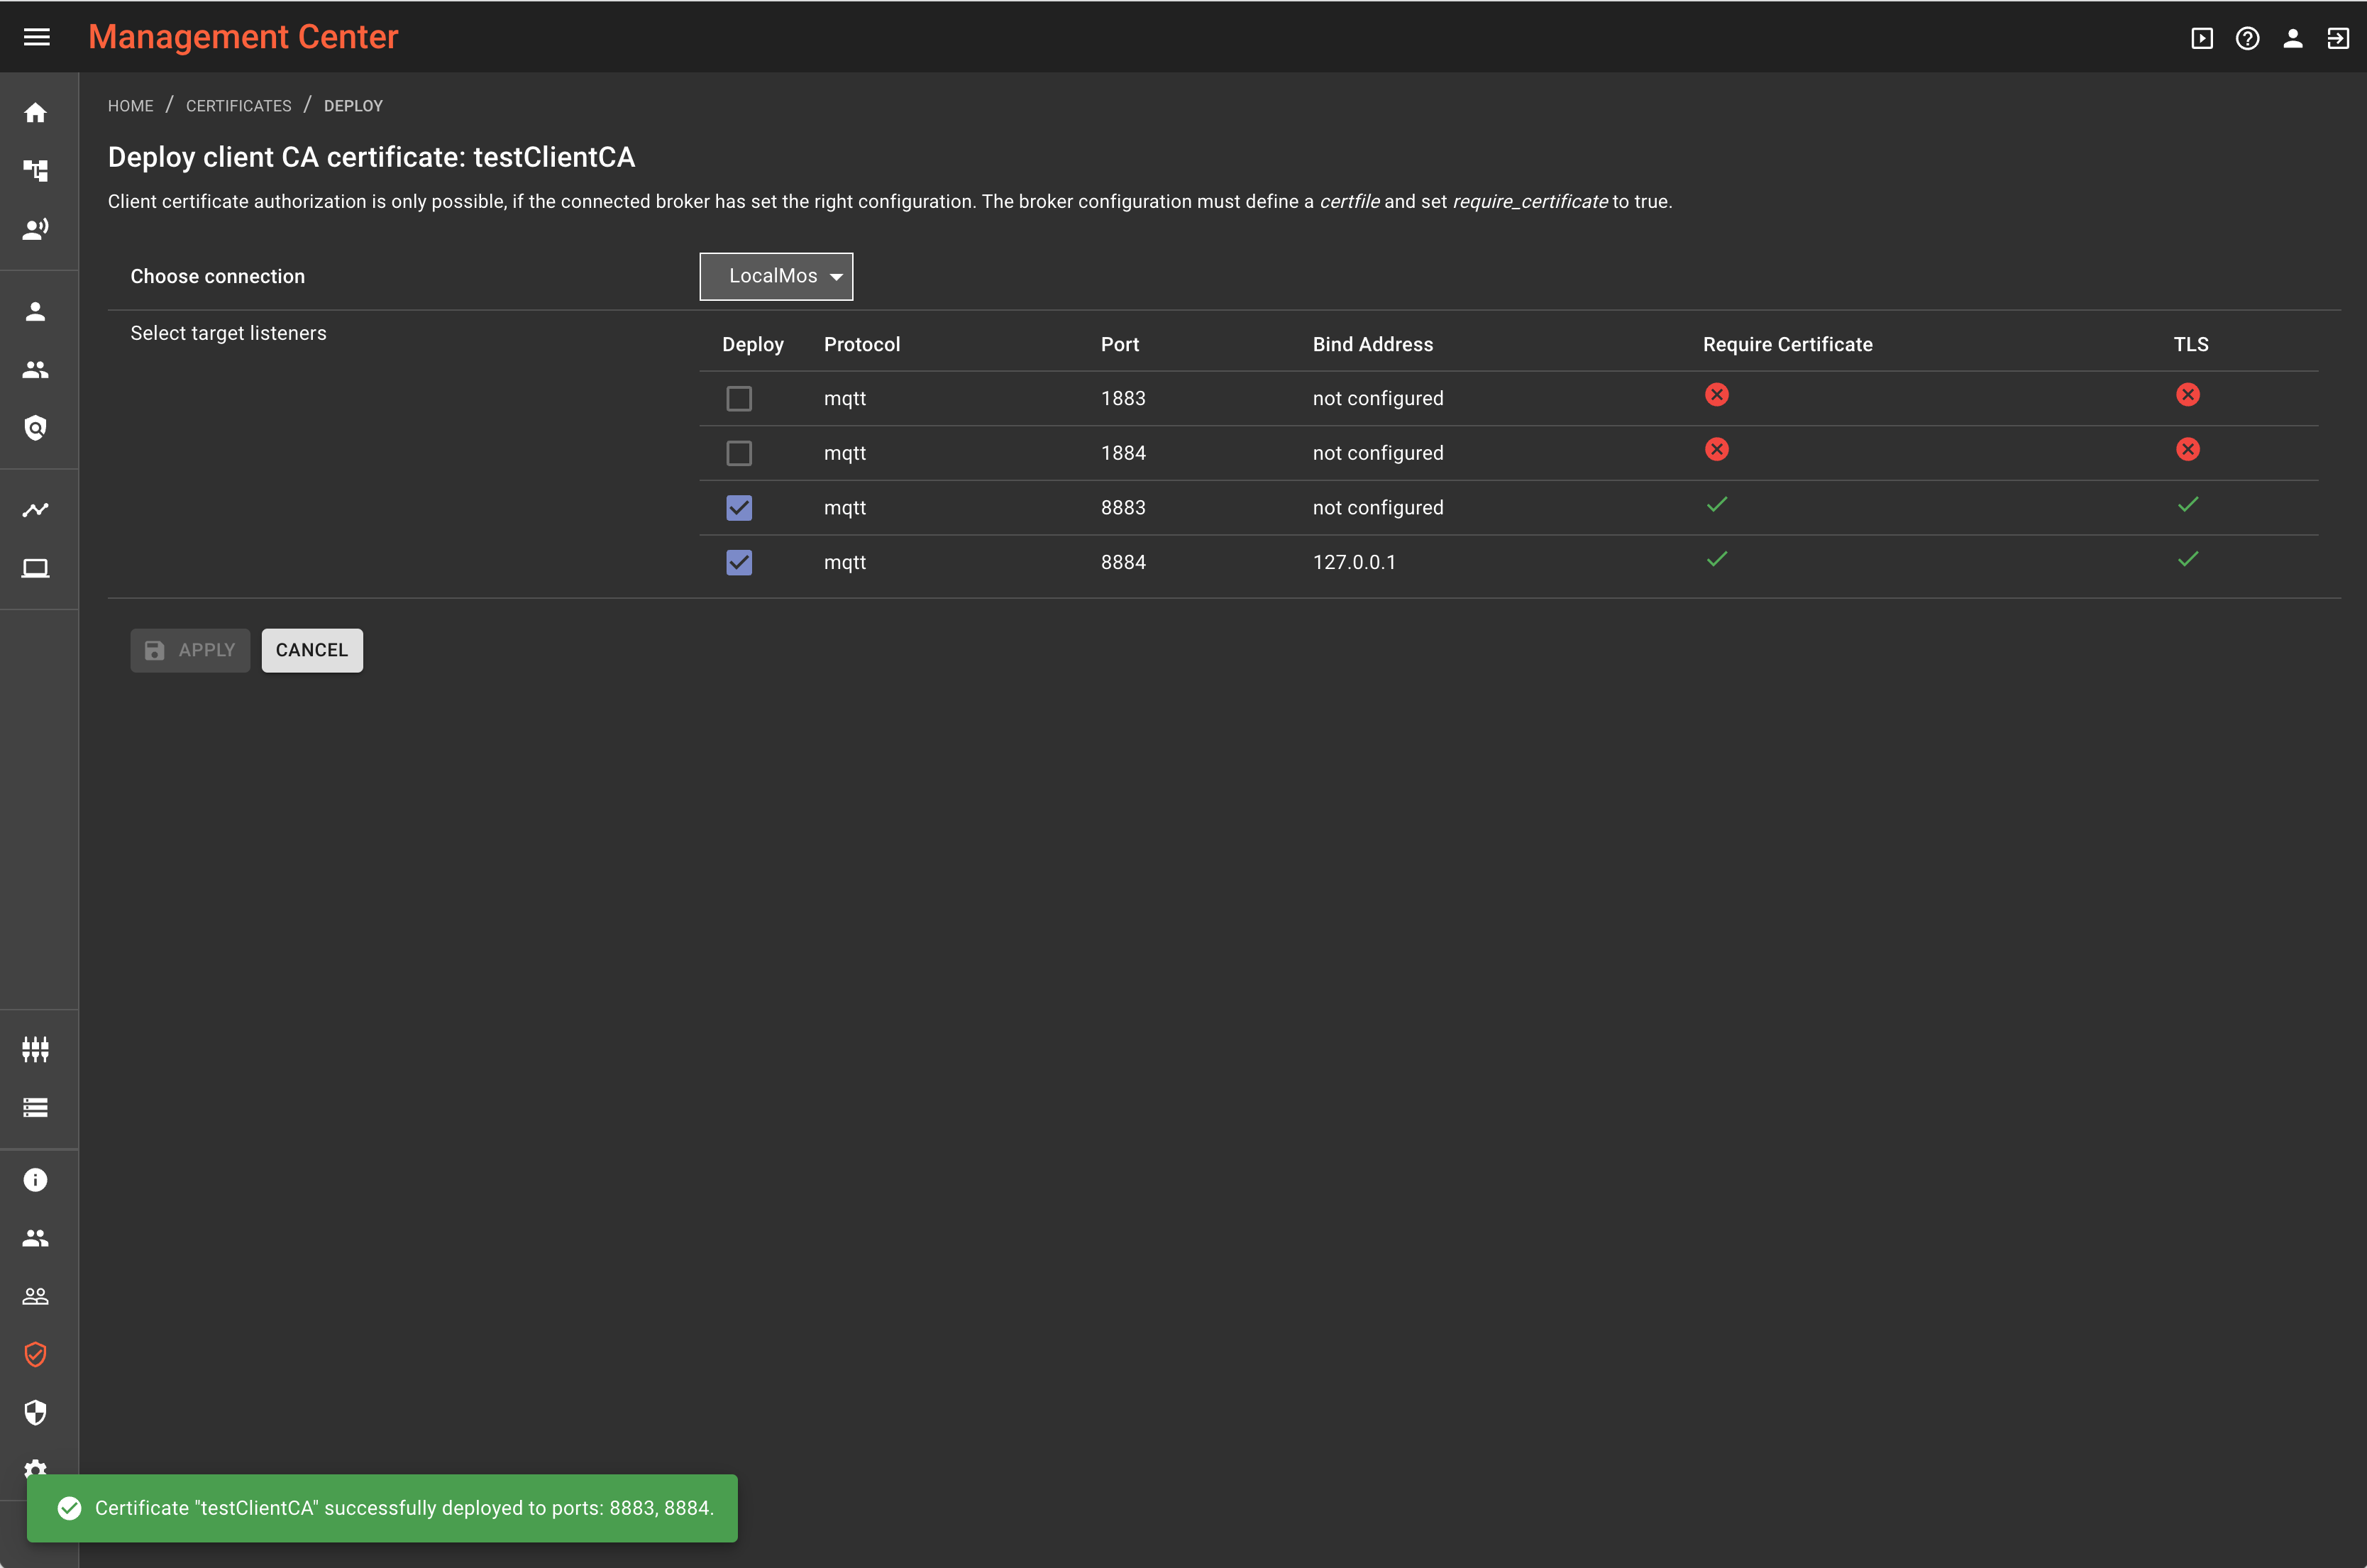 Management Center
HOME / CERTIFICATES / DEPLOY
Deploy client CA certificate: testClientCA
Client certificate authorization is only possible, if the connected broker has set the right configuration. The broker configuration must define a certfile and set require_certificate to true.
Choose connection LocalMos
Select target listeners
Deploy Protocol Port Bind Address Require Certificate TLS
mqtt 1883 not configured
mqtt 1884 not configured
mqtt 8883 not configured
mqtt 8884 127.0.0.1
APPLY CANCEL
Certificate "testClientCA" successfully deployed to ports: 8883, 8884.